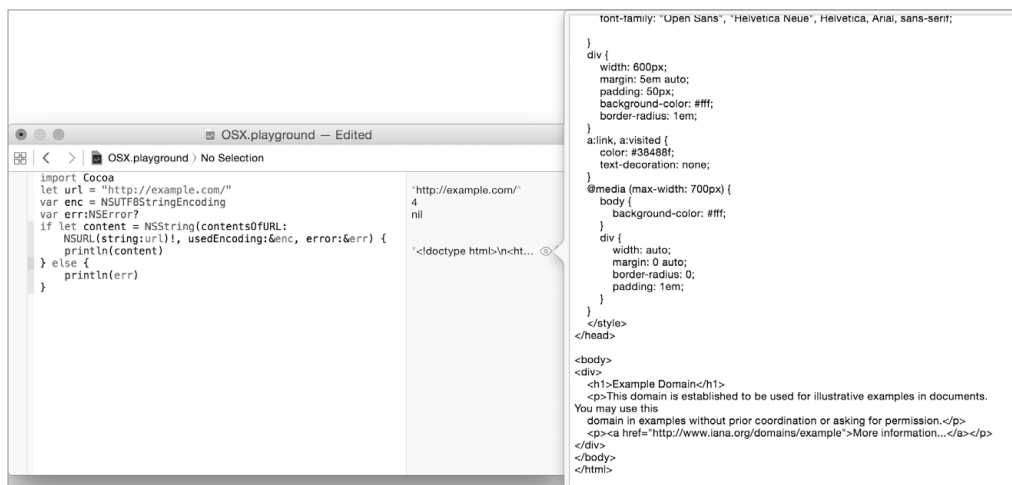 OSX.playground — Edited
OSX.playground 〉 No Selection
import Cocoa
let url = "http://example.com/"
var enc = NSUTF8StringEncoding
var err:NSError?
if let content = NSString(contentsOfURL:
NSURL(string:url)!, usedEncoding:&enc, error:&err) {
println(content)
} else {
println(err)
}
"http://example.com/"
4
nil
"<!doctype html>\n<ht...
font-family: "Open Sans", "Helvetica Neue", Helvetica, Arial, sans-serif;
}
div {
width: 600px;
margin: 5em auto;
padding: 50px;
background-color: #fff;
border-radius: 1em;
}
a:link, a:visited {
color: #38488f;
text-decoration: none;
}
@media (max-width: 700px) {
body {
background-color: #fff;
}
div {
width: auto;
margin: 0 auto;
border-radius: 0;
padding: 1em;
}
}
</style>
</head>
<body>
<div>
<h1>Example Domain</h1>
<p>This domain is established to be used for illustrative examples in documents.
You may use this
domain in examples without prior coordination or asking for permission.</p>
<p><a href="http://www.iana.org/domains/example">More information...</a></p>
</div>
</body>
</html>